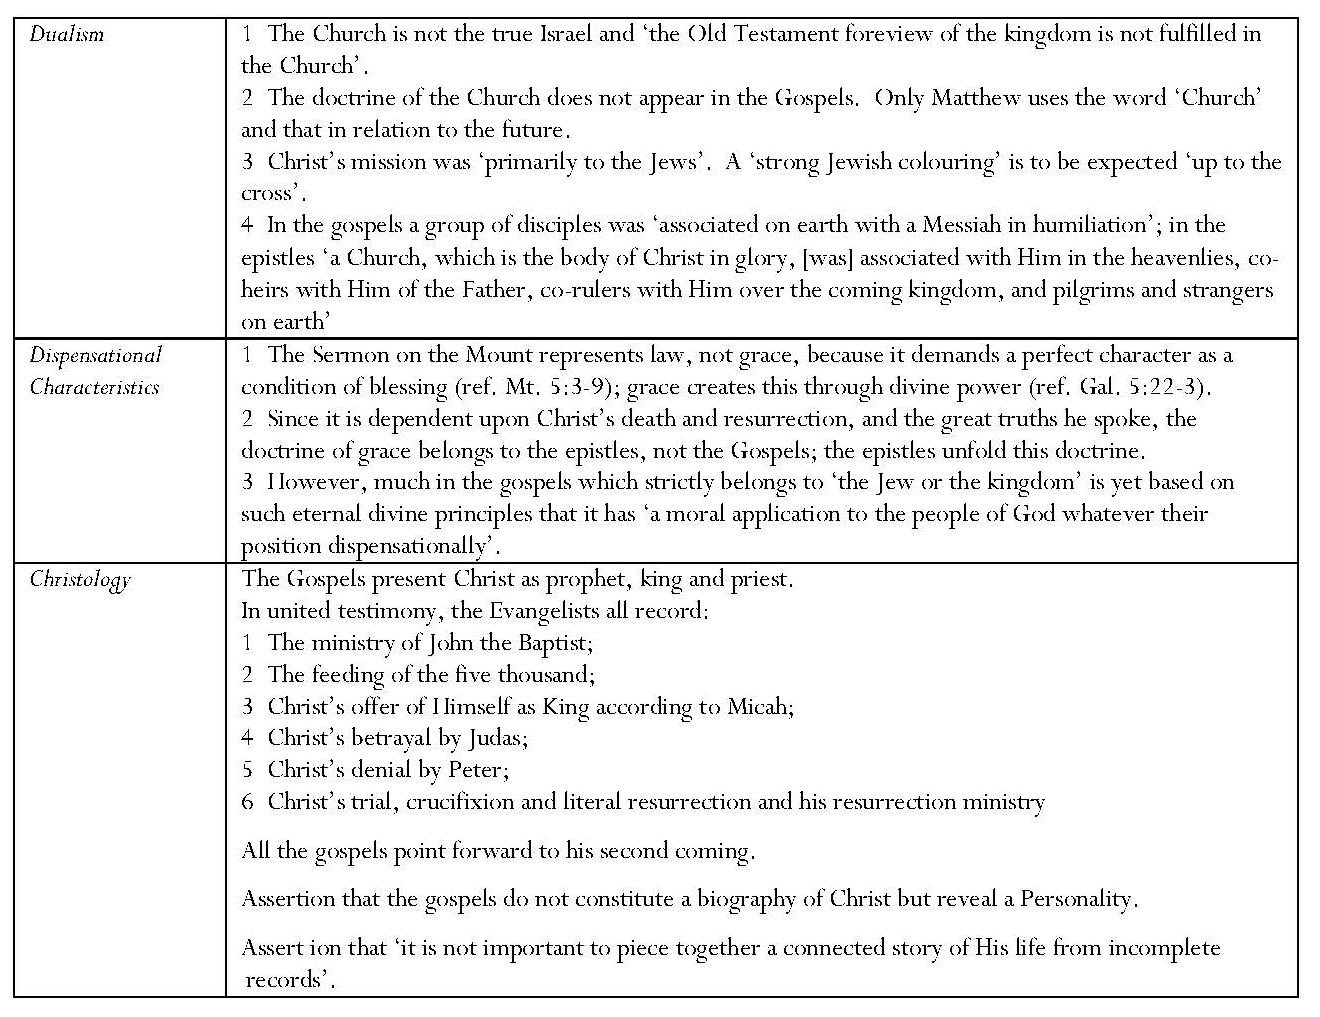 Dualism
1 The Church is not the true Israel and ‘the Old Testament foreview of the kingdom is not fulfilled in
the Church’.
2 The doctrine of the Church does not appear in the Gospels. Only Matthew uses the word ‘Church’
and that in relation to the future.
3 Christ’s mission was ‘primarily to the Jews’. A ‘strong Jewish colouring’ is to be expected ‘up to the
cross’.
4 In the gospels a group of disciples was ‘associated on earth with a Messiah in humiliation’; in the
epistles ‘a Church, which is the body of Christ in glory, [was] associated with Him in the heavenlies, co-
heirs with Him of the Father, co-rulers with Him over the coming kingdom, and pilgrims and strangers
on earth’
Dispensational
Characteristics
1 The Sermon on the Mount represents law, not grace, because it demands a perfect character as a
condition of blessing (ref. Mt. 5:3-9); grace creates this through divine power (ref. Gal. 5:22-3).
2 Since it is dependent upon Christ’s death and resurrection, and the great truths he spoke, the
doctrine of grace belongs to the epistles, not the Gospels; the epistles unfold this doctrine.
3 However, much in the gospels which strictly belongs to ‘the Jew or the kingdom’ is yet based on
such eternal divine principles that it has ‘a moral application to the people of God whatever their
position dispensationally’.
Christology
The Gospels present Christ as prophet, king and priest.
In united testimony, the Evangelists all record:
1 The ministry of John the Baptist;
2 The feeding of the five thousand;
3 Christ’s offer of Himself as King according to Micah;
4 Christ’s betrayal by Judas;
5 Christ’s denial by Peter;
6 Christ’s trial, crucifixion and literal resurrection and his resurrection ministry
All the gospels point forward to his second coming.
Assertion that the gospels do not constitute a biography of Christ but reveal a Personality.
Assert ion that ‘it is not important to piece together a connected story of His life from incomplete
records’.